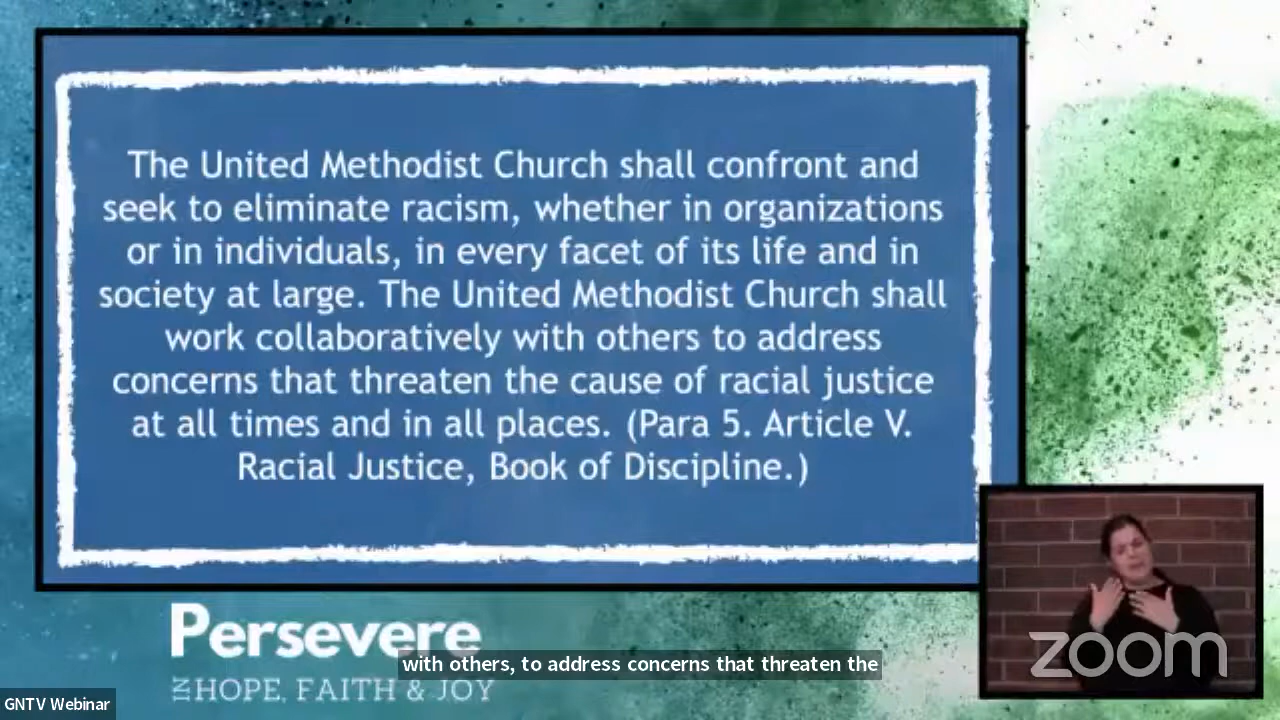 The United Methodist Church shall confront and
seek to eliminate racism, whether in organizations
or in individuals, in every facet of its life and in
society at large. The United Methodist Church shall
work collaboratively with others to address
concerns that threaten the cause of racial justice
at all times and in all places. (Para 5. Article V.
Racial Justice, Book of Discipline.)
Persevere
with others, to address concerns that threaten the
IN HOPE, FAITH & JOY
zoom
GNTV Webinar